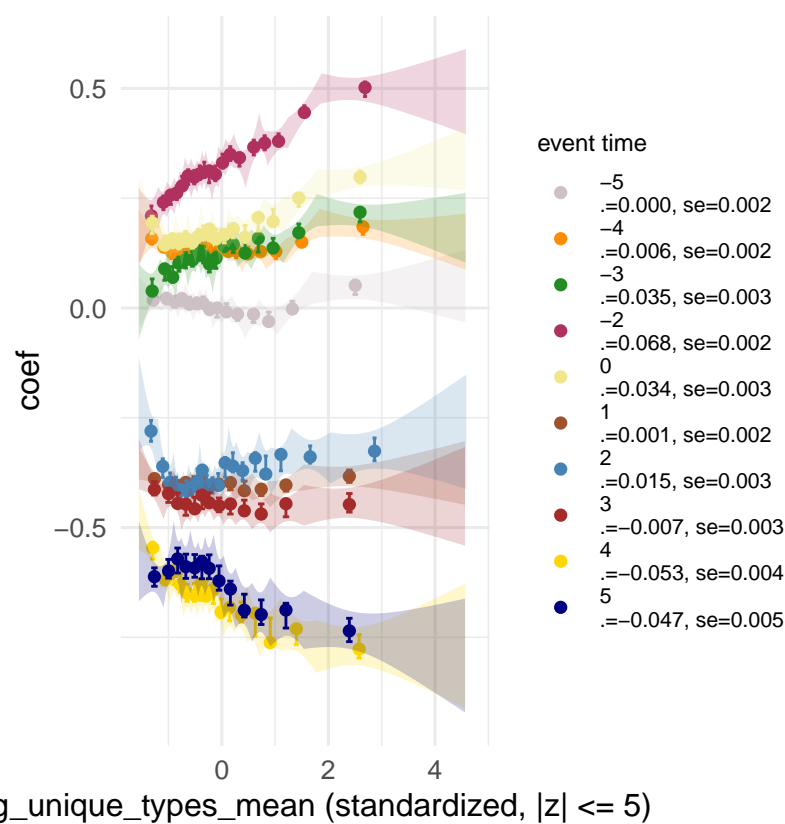 0.5
0.0
−0.5
coef
0
2
4
g_unique_types_mean (standardized, |z| <= 5)
event time
−5
.=0.000, se=0.002
−4
.=0.006, se=0.002
−3
.=0.035, se=0.003
−2
.=0.068, se=0.002
0
.=0.034, se=0.003
1
.=0.001, se=0.002
2
.=0.015, se=0.003
3
.=−0.007, se=0.003
4
.=−0.053, se=0.004
5
.=−0.047, se=0.005